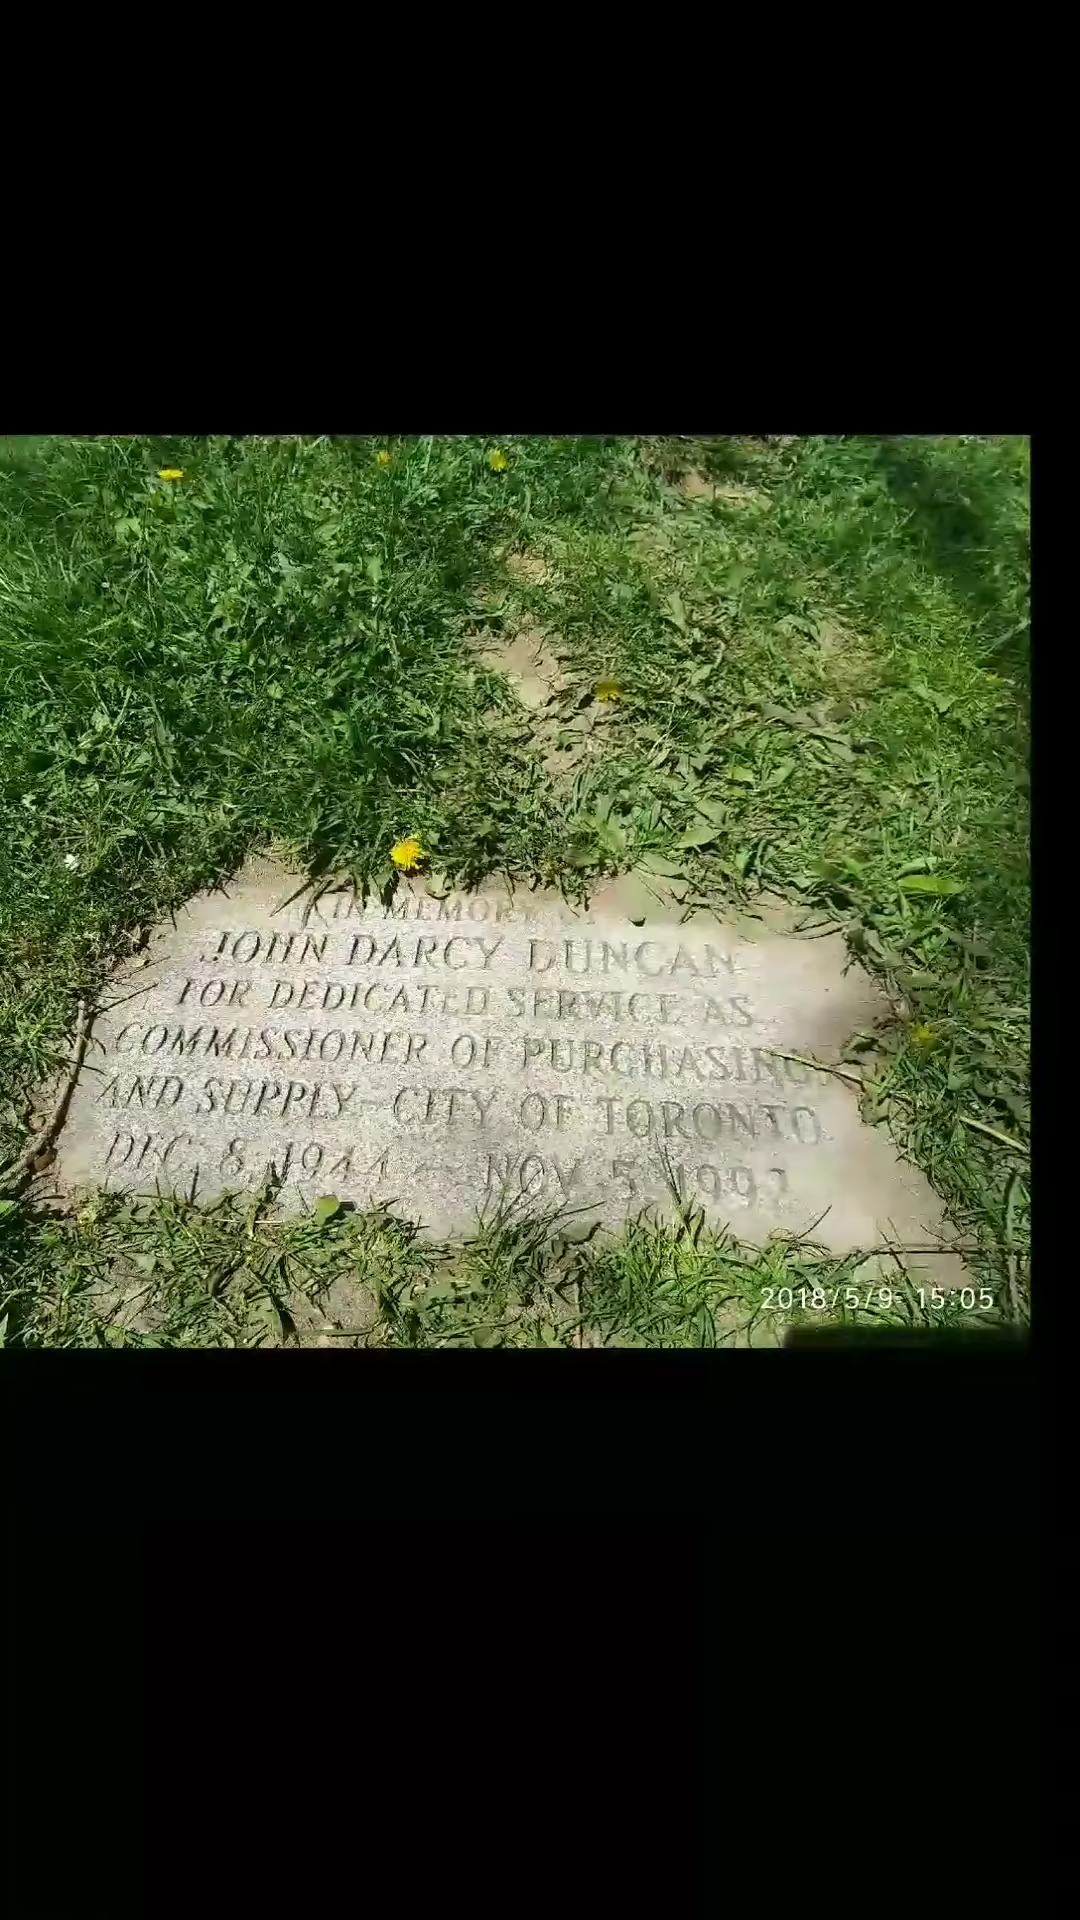 IN MEMORY
JOHN DARCY DUNCAN
FOR DEDICATED SERVICE AS
COMMISSIONER OF PURCHASING
AND SUPPLY - CITY OF TORONTO
DEC. 8, 1944 — NOV 5, 1992
2018/5/9 15:05